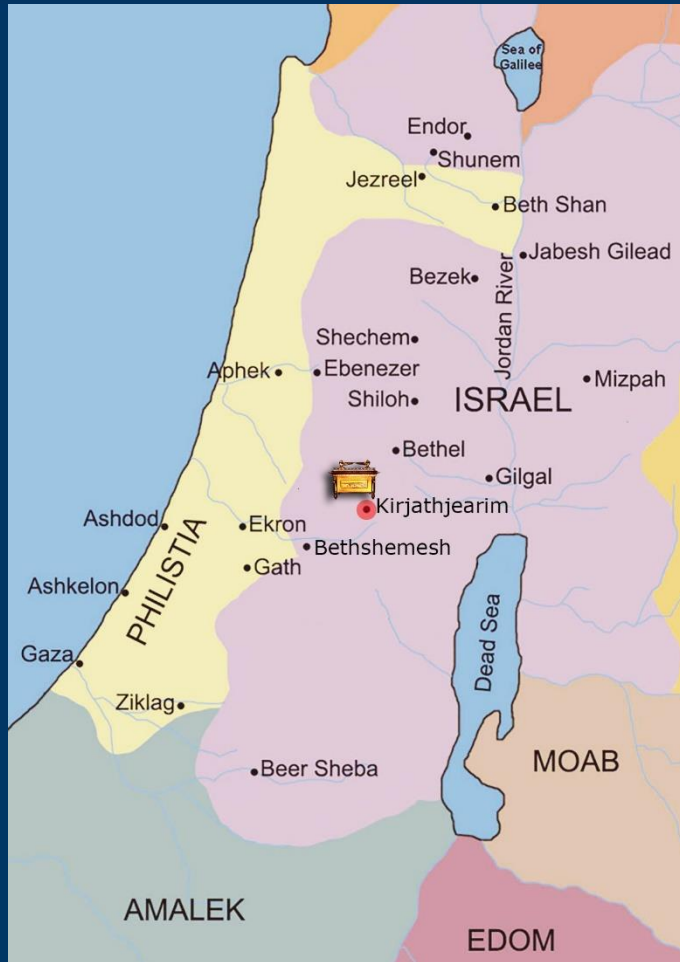 Sea of
Galilee
Endor
Shunem
Jezreel
Beth Shan
Jabesh Gilead
Bezek
Jordan River
Shechem
Aphek
Ebenezer
Mizpah
Shiloh
ISRAEL
Bethel
Gilgal
Kirjathjearim
Ashdod
Ekron
PHILISTIA
Bethshemesh
Gath
Ashkelon
Gaza
Dead Sea
Ziklag
MOAB
Beer Sheba
AMALEK
EDOM